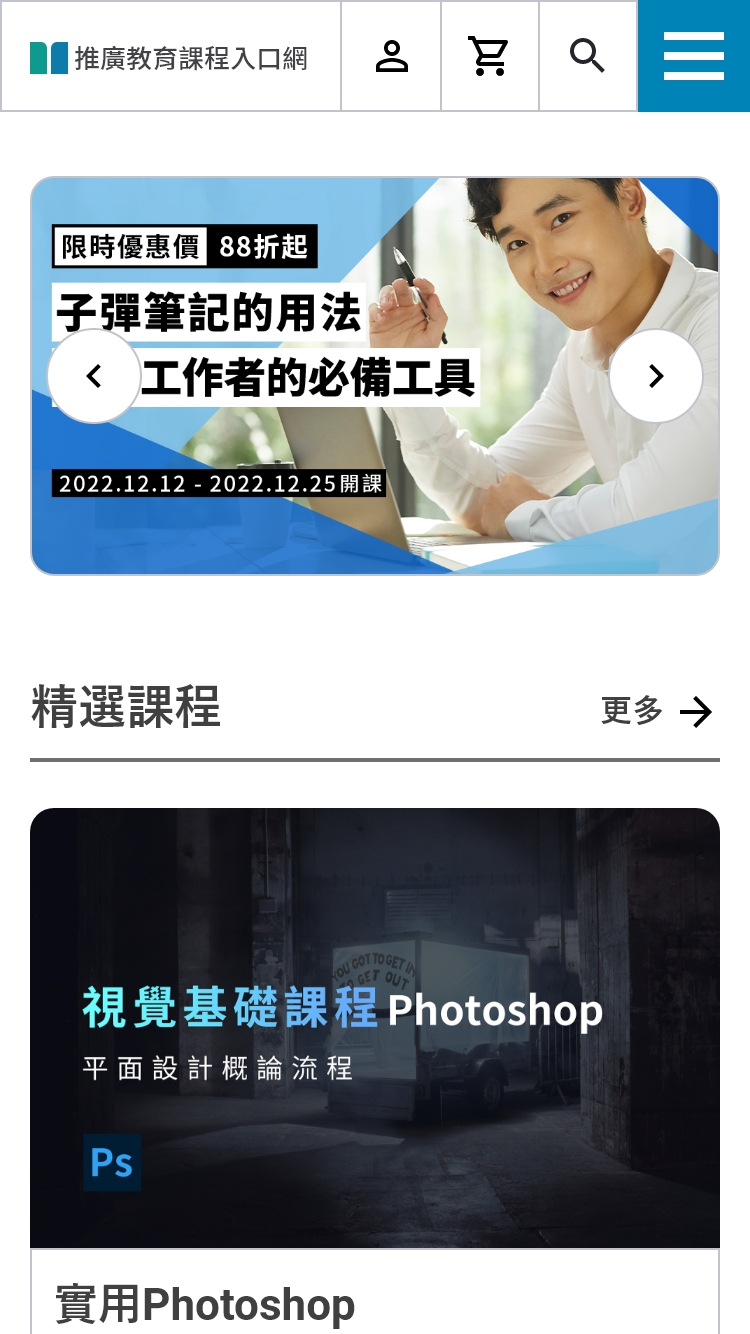 推廣教育課程入口網
限時優惠價 88折起
子彈筆記的用法
工作者的必備工具
2022.12.12 - 2022.12.25開課
精選課程
更多
YOU GOT TO GET IN
TO GET OUT
視覺基礎課程 Photoshop
平面設計概論流程
Ps
實用Photoshop